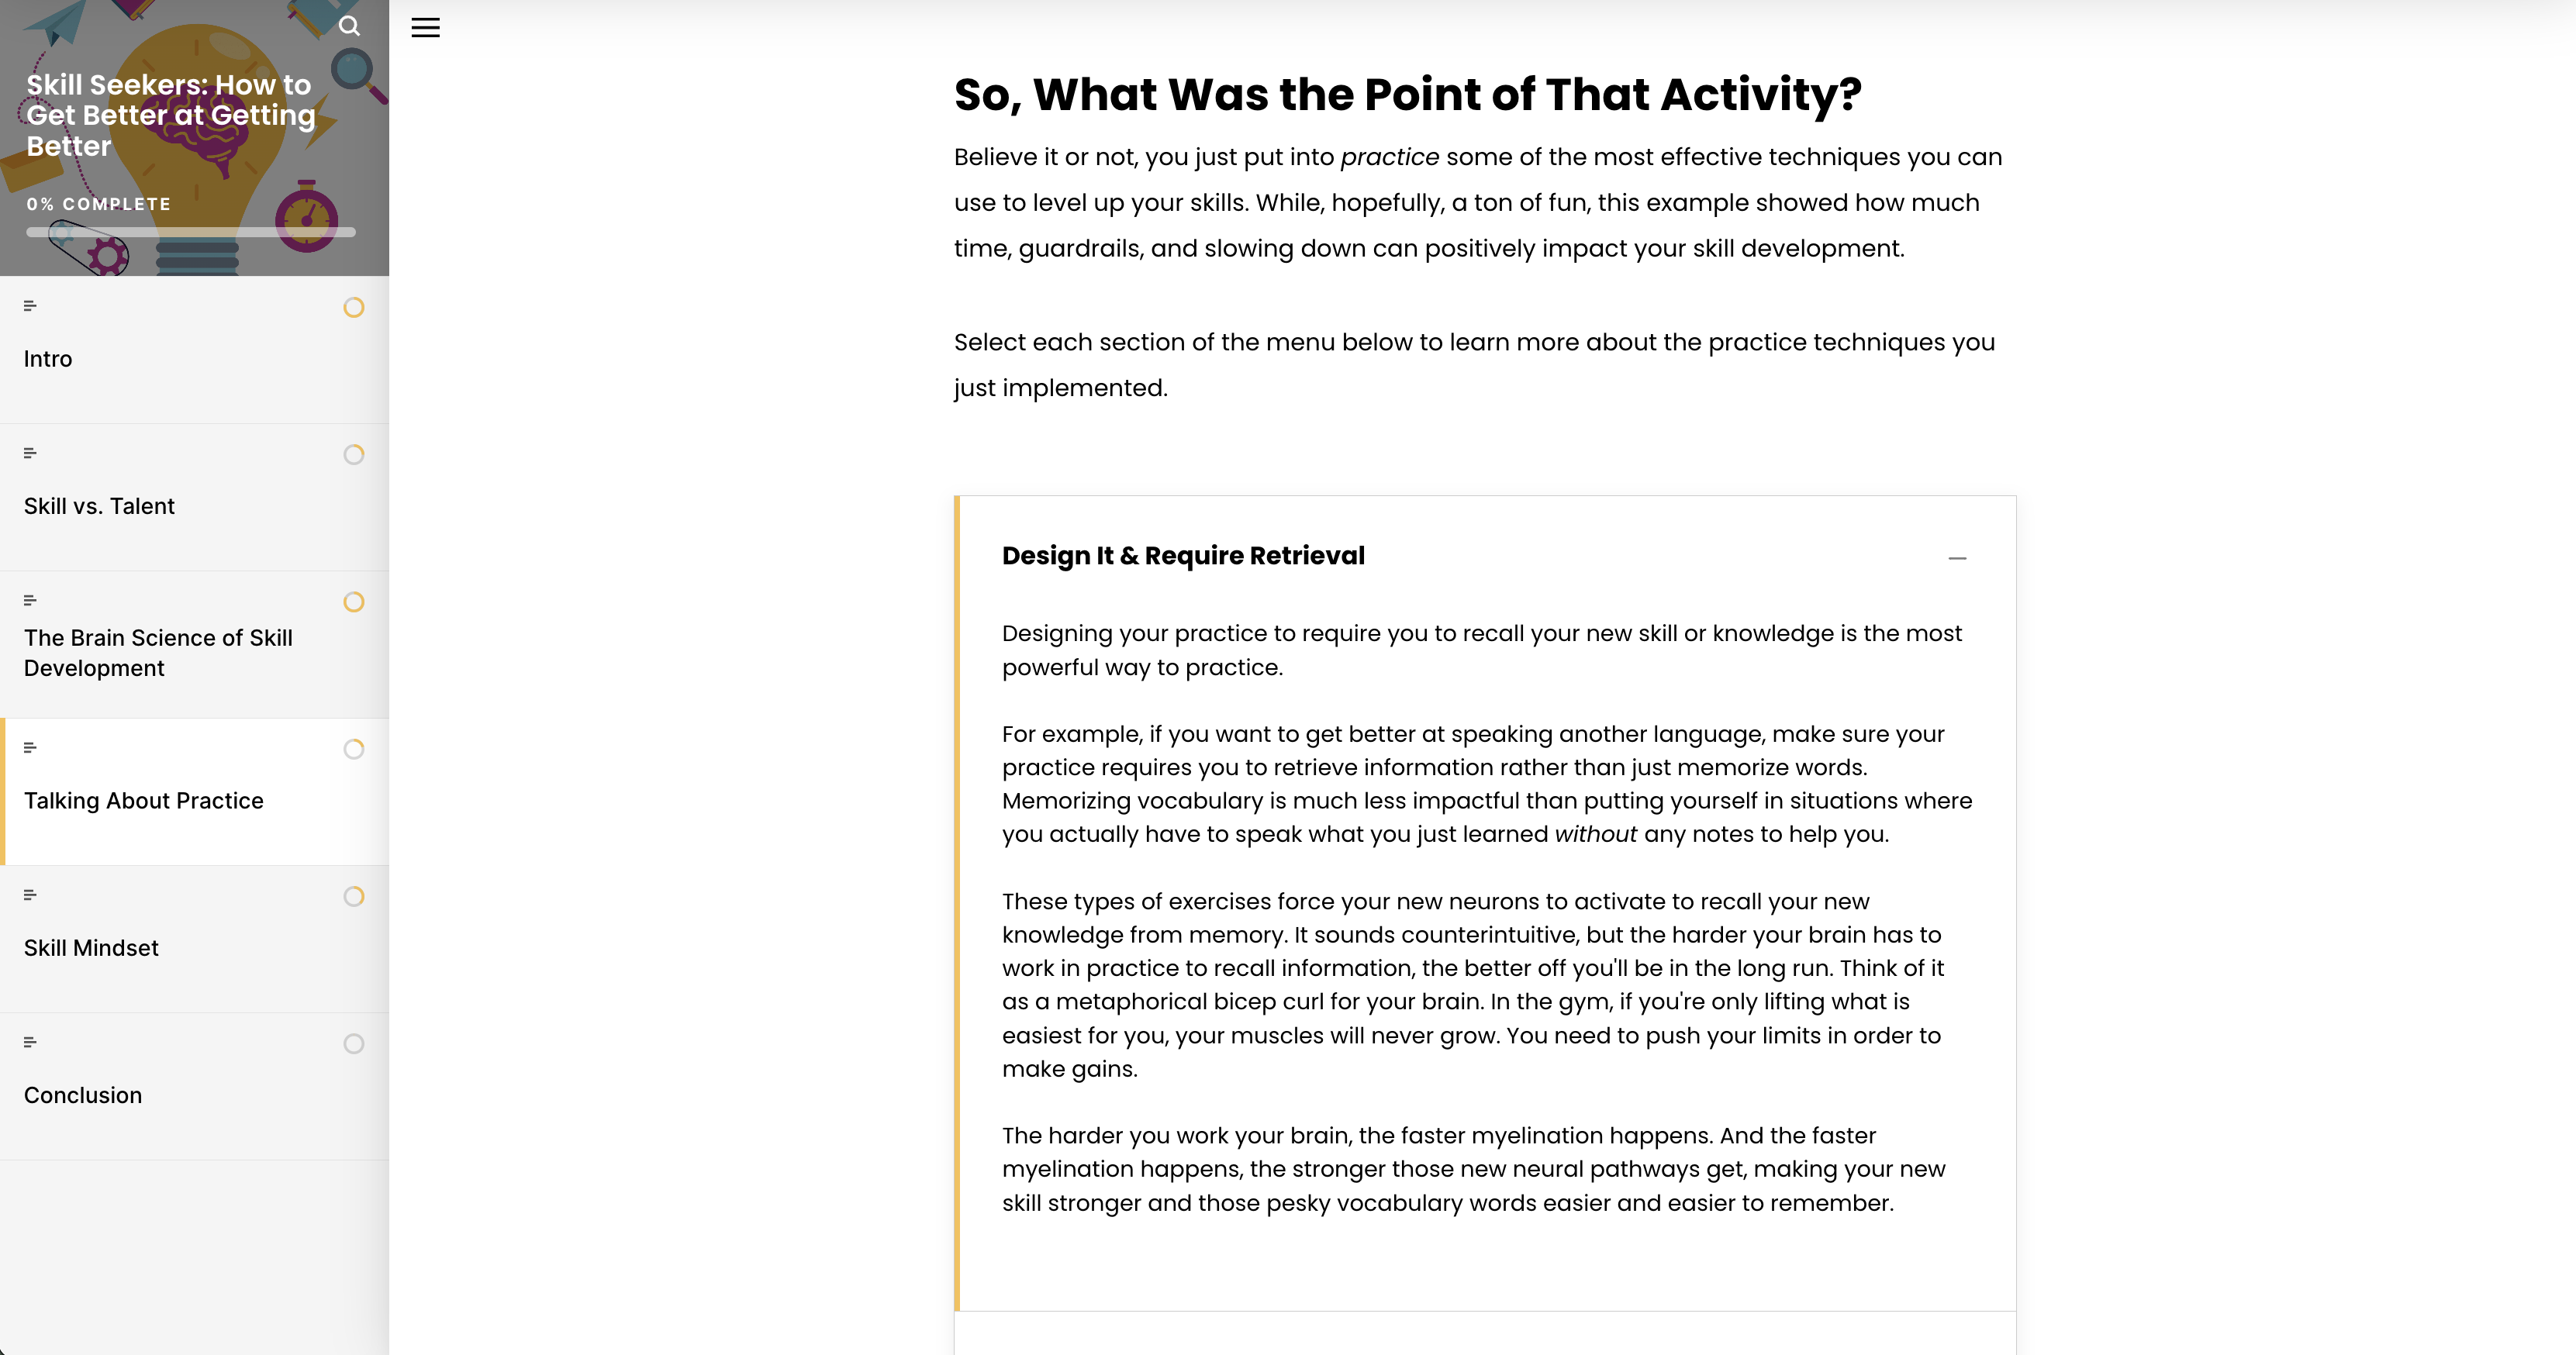 Skill Seekers: How to
Get Better at Getting
Better
0% COMPLETE
Intro
Skill vs. Talent
The Brain Science of Skill
Development
Talking About Practice
Skill Mindset
Conclusion
So, What Was the Point of That Activity?
Believe it or not, you just put into practice some of the most effective techniques you can
use to level up your skills. While, hopefully, a ton of fun, this example showed how much
time, guardrails, and slowing down can positively impact your skill development.
Select each section of the menu below to learn more about the practice techniques you
just implemented.
Design It & Require Retrieval
Designing your practice to require you to recall your new skill or knowledge is the most
powerful way to practice.
For example, if you want to get better at speaking another language, make sure your
practice requires you to retrieve information rather than just memorize words.
Memorizing vocabulary is much less impactful than putting yourself in situations where
you actually have to speak what you just learned without any notes to help you.
These types of exercises force your new neurons to activate to recall your new
knowledge from memory. It sounds counterintuitive, but the harder your brain has to
work in practice to recall information, the better off you'll be in the long run. Think of it
as a metaphorical bicep curl for your brain. In the gym, if you're only lifting what is
easiest for you, your muscles will never grow. You need to push your limits in order to
make gains.
The harder you work your brain, the faster myelination happens. And the faster
myelination happens, the stronger those new neural pathways get, making your new
skill stronger and those pesky vocabulary words easier and easier to remember.